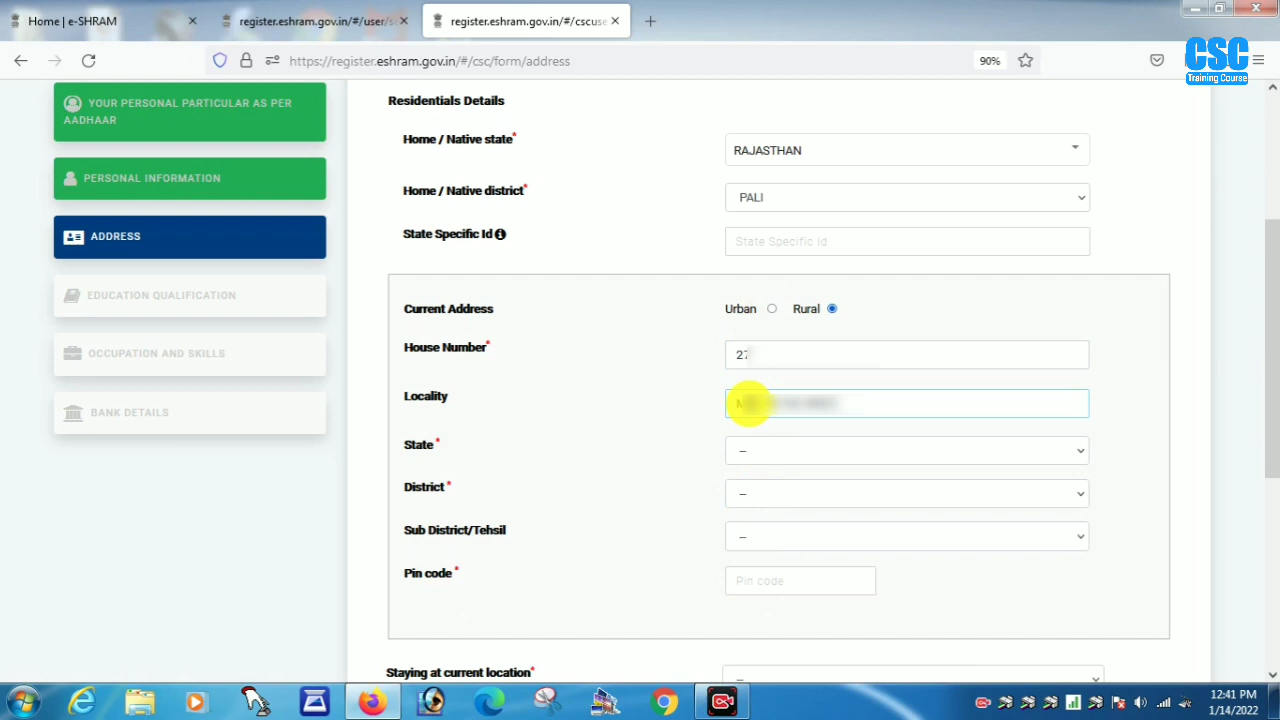 Home | e-SHRAM
register.eshram.gov.in/#/user/se
register.eshram.gov.in/#/cscuse
https://register.eshram.gov.in/#/csc/form/address
90%
CSC
Training Course
YOUR PERSONAL PARTICULAR AS PER
AADHAAR
PERSONAL INFORMATION
ADDRESS
EDUCATION QUALIFICATION
OCCUPATION AND SKILLS
BANK DETAILS
Residentials Details
Home / Native state*
RAJASTHAN
Home / Native district*
PALI
State Specific Id
State Specific Id
Current Address
Urban
Rural
House Number*
27
Locality
State *
--
District *
--
Sub District/Tehsil
--
Pin code *
Pin code
Staying at current location*
--
12:41 PM
1/14/2022